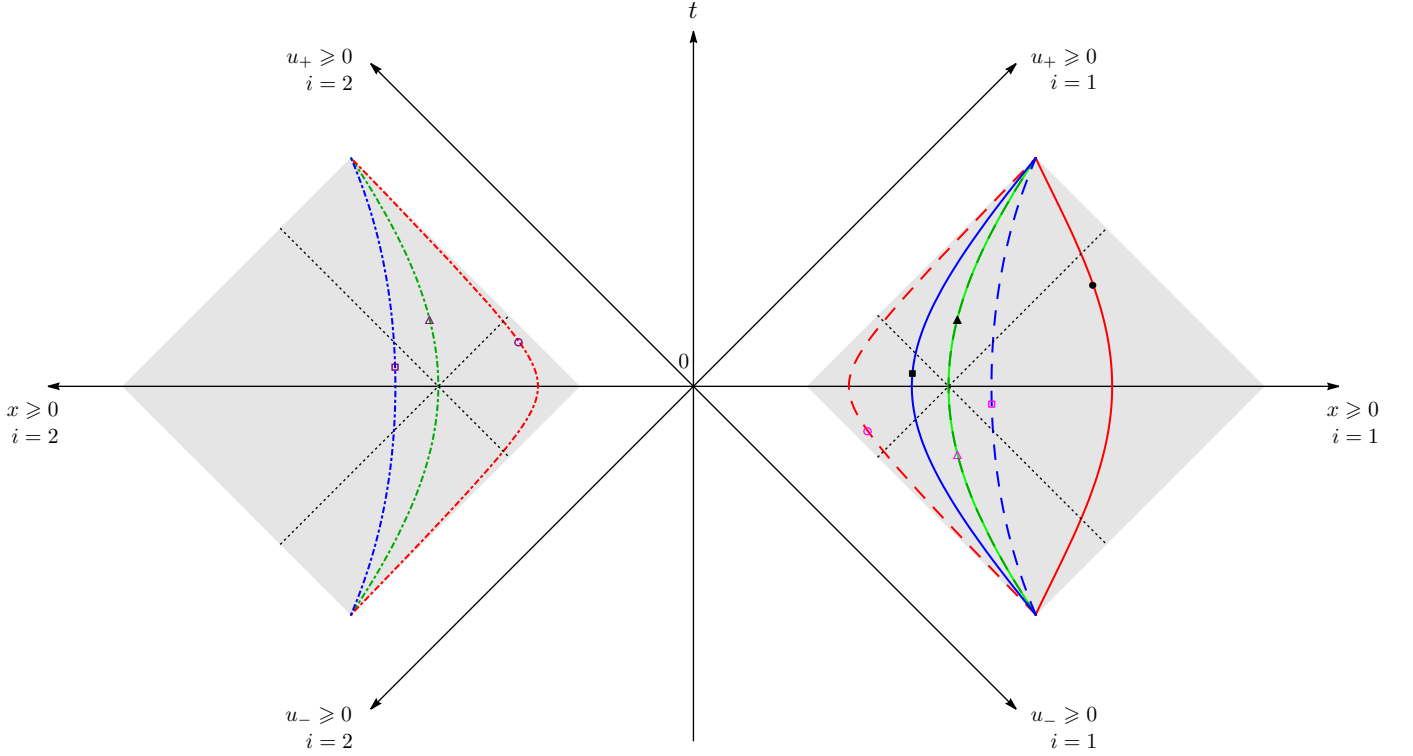 t
u₊ ⩾ 0
i = 2
u₊ ⩾ 0
i = 1
0
x ⩾ 0
i = 2
x ⩾ 0
i = 1
u₋ ⩾ 0
i = 2
u₋ ⩾ 0
i = 1